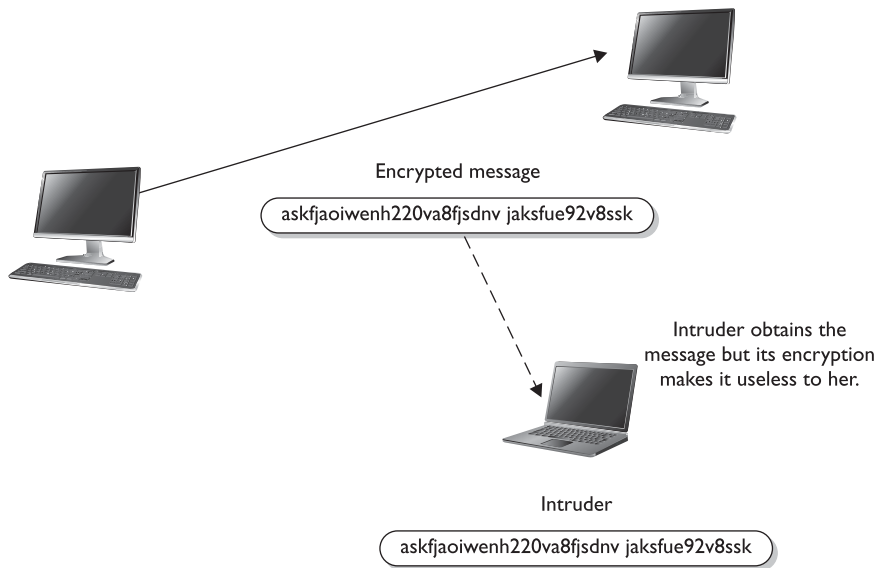 Encrypted message
askfjaoiwenh220va8fjsdnv jaksfue92v8ssk
Intruder obtains the
message but its encryption
makes it useless to her.
Intruder
askfjaoiwenh220va8fjsdnv jaksfue92v8ssk